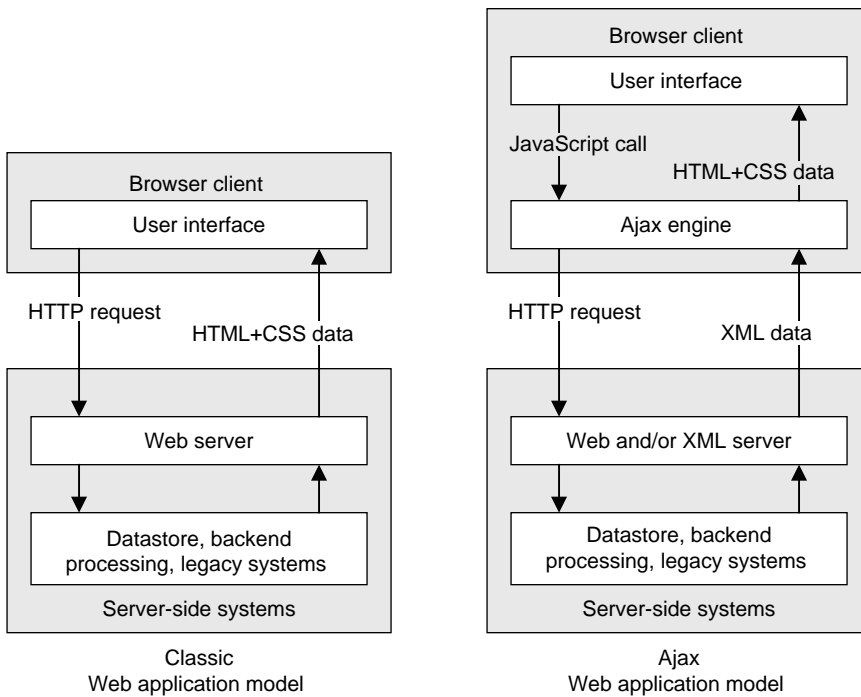 Browser client
User interface
HTTP request
HTML+CSS data
Web server
Datastore, backend
processing, legacy systems
Server-side systems
Classic
Web application model
Browser client
User interface
JavaScript call
HTML+CSS data
Ajax engine
HTTP request
XML data
Web and/or XML server
Datastore, backend
processing, legacy systems
Server-side systems
Ajax
Web application model